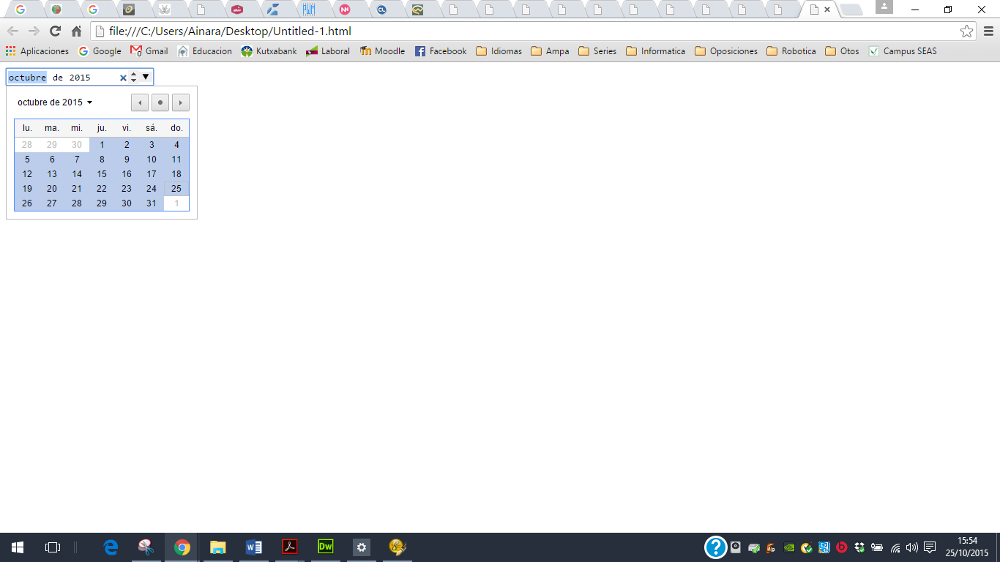 PWM
NN
CL
file:///C:/Users/Ainara/Desktop/Untitled-1.html
Aplicaciones Google Gmail Educacion Kutxabank Laboral Moodle Facebook Idiomas Ampa Series Informatica Oposiciones Robotica Otos Campus SEAS
octubre de 2015
octubre de 2015
lu. ma. mi. ju. vi. sá. do.
28 29 30 1 2 3 4
5 6 7 8 9 10 11
12 13 14 15 16 17 18
19 20 21 22 23 24 25
26 27 28 29 30 31 1
Dw
15:54
25/10/2015